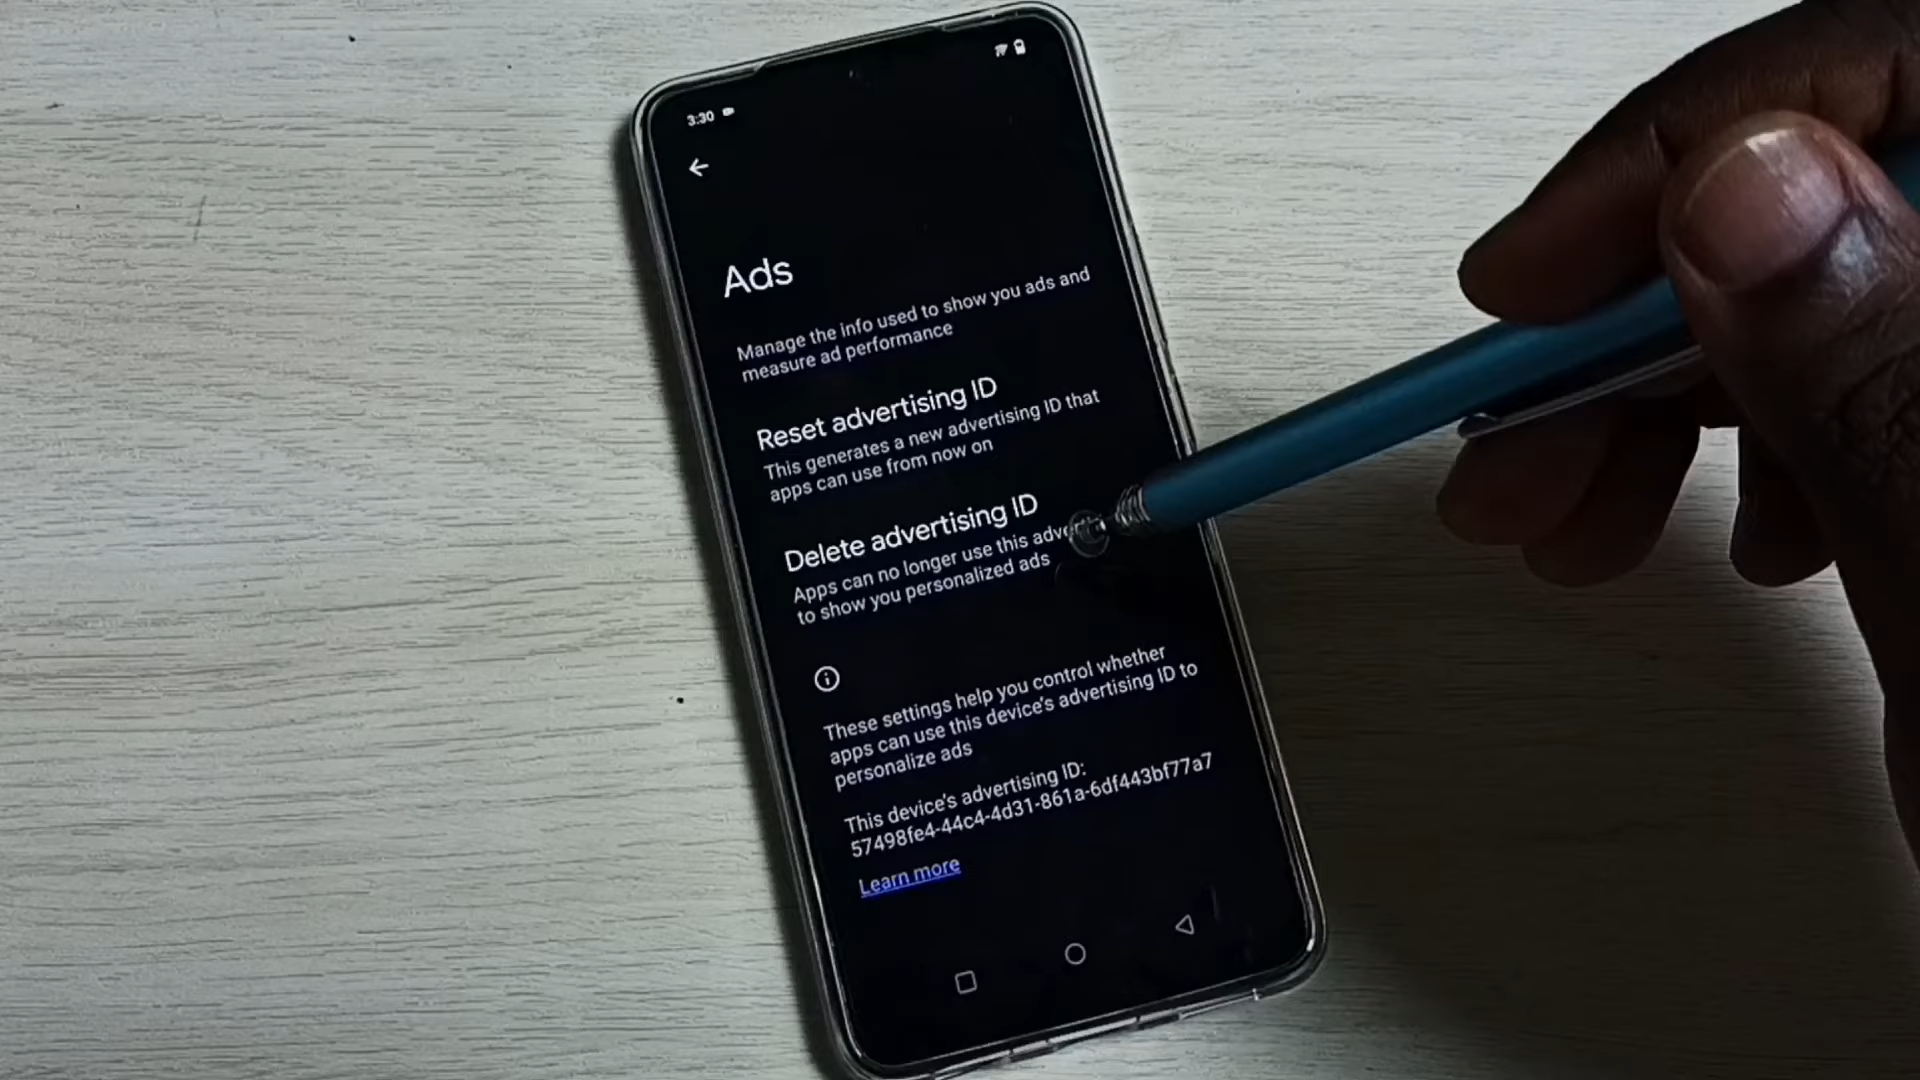 3:30
Ads
Manage the info used to show you ads and
measure ad performance
Reset advertising ID
This generates a new advertising ID that
apps can use from now on
Delete advertising ID
Apps can no longer use this
to show you personalized ads
These settings help you control whether
apps can use this device's advertising ID to
personalize ads
This device's advertising ID:
57498fe4-44c4-4d31-861a-6df443bf77a7
Learn more